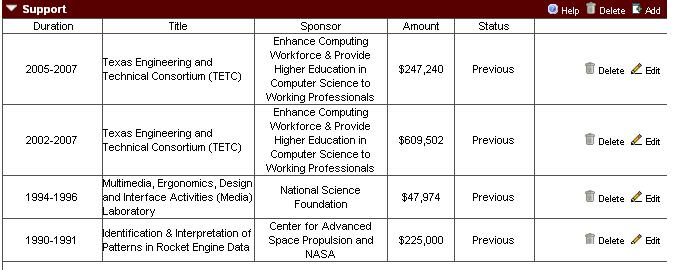 Support Help Delete Add
Duration Title Sponsor Amount Status
2005-2007 Texas Engineering and Technical Consortium (TETC) Enhance Computing Workforce & Provide Higher Education in Computer Science to Working Professionals $247,240 Previous Delete Edit
2002-2007 Texas Engineering and Technical Consortium (TETC) Enhance Computing Workforce & Provide Higher Education in Computer Science to Working Professionals $609,502 Previous Delete Edit
1994-1996 Multimedia, Ergonomics, Design and Interface Activities (Media) Laboratory National Science Foundation $47,974 Previous Delete Edit
1990-1991 Identification & Interpretation of Patterns in Rocket Engine Data Center for Advanced Space Propulsion and NASA $225,000 Previous Delete Edit